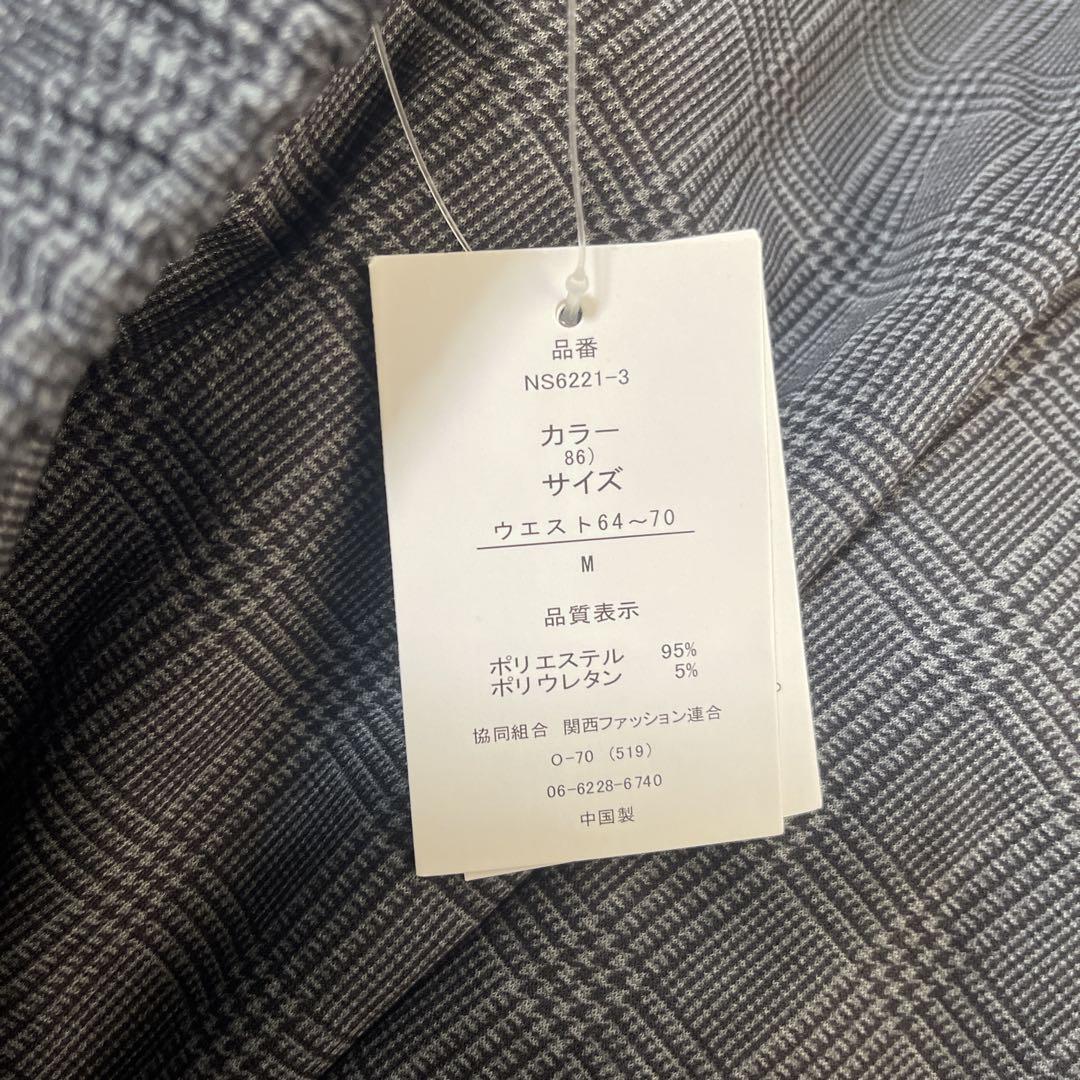 品番
NS6221-3
カラー
86)
サイズ
ウエスト64～70
M
品質表示
ポリエステル 95%
ポリウレタン 5%
協同組合 関西ファッション連合
O-70 (519)
06-6228-6740
中国製